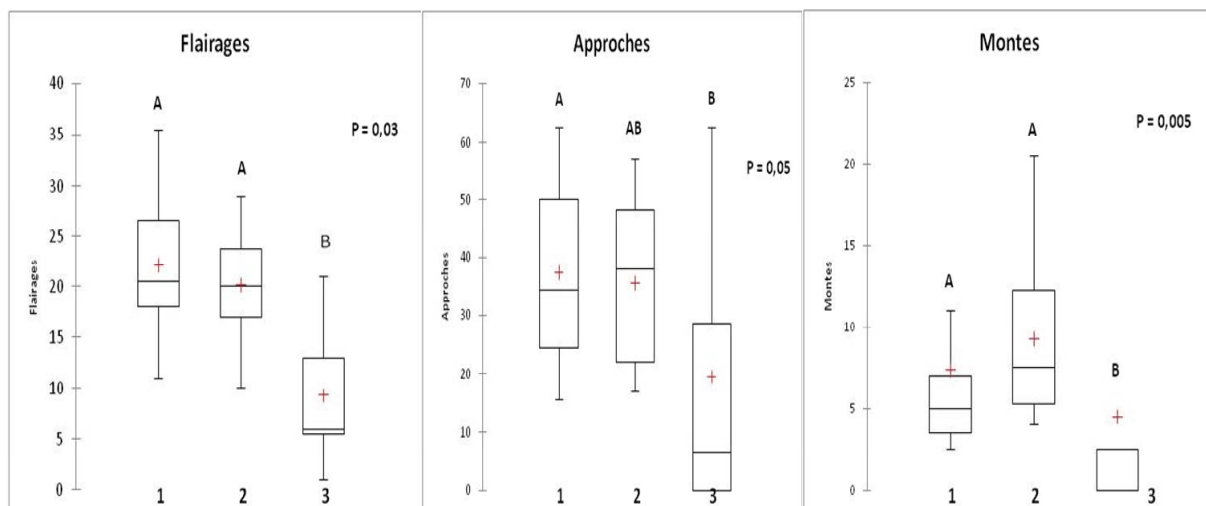 Flairages
40
35
30
25
20
15
10
5
0
Flairages
A
A
B
P = 0,03
1 2 3
Approches
70
60
50
40
30
20
10
0
Approches
A
AB
B
P = 0,05
1 2 3
Montes
25
20
15
10
5
0
Montes
A
A
B
P = 0,005
1 2 3